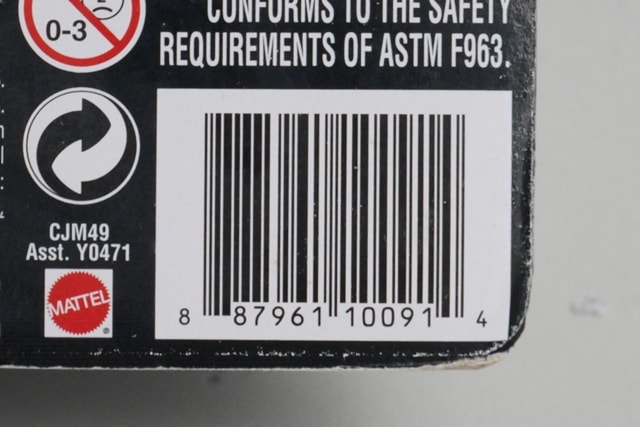 CONFORMS TO THE SAFETY
REQUIREMENTS OF ASTM F963.
0-3
CJM49
Asst. Y0471
MATTEL
®
8 87961 10091 4